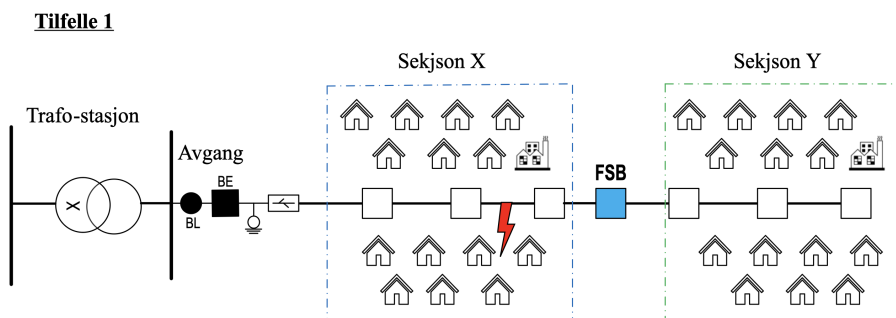 Tilfelle 1
Sekjson X
Sekjson Y
Trafo-stasjon
Avgang
BE
FSB
X
BL